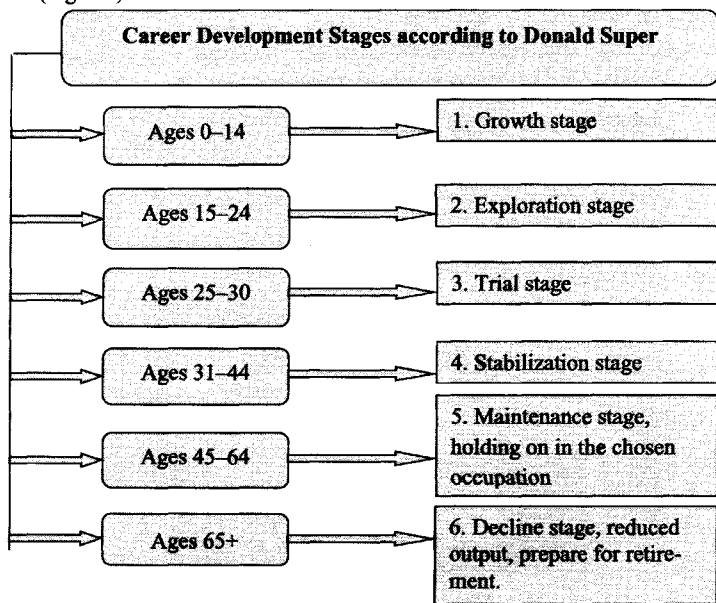 Career Development Stages according to Donald Super
Ages 0–14
1. Growth stage
Ages 15–24
2. Exploration stage
Ages 25–30
3. Trial stage
Ages 31–44
4. Stabilization stage
Ages 45–64
5. Maintenance stage,
holding on in the chosen
occupation
Ages 65+
6. Decline stage, reduced
output, prepare for retire-
ment.